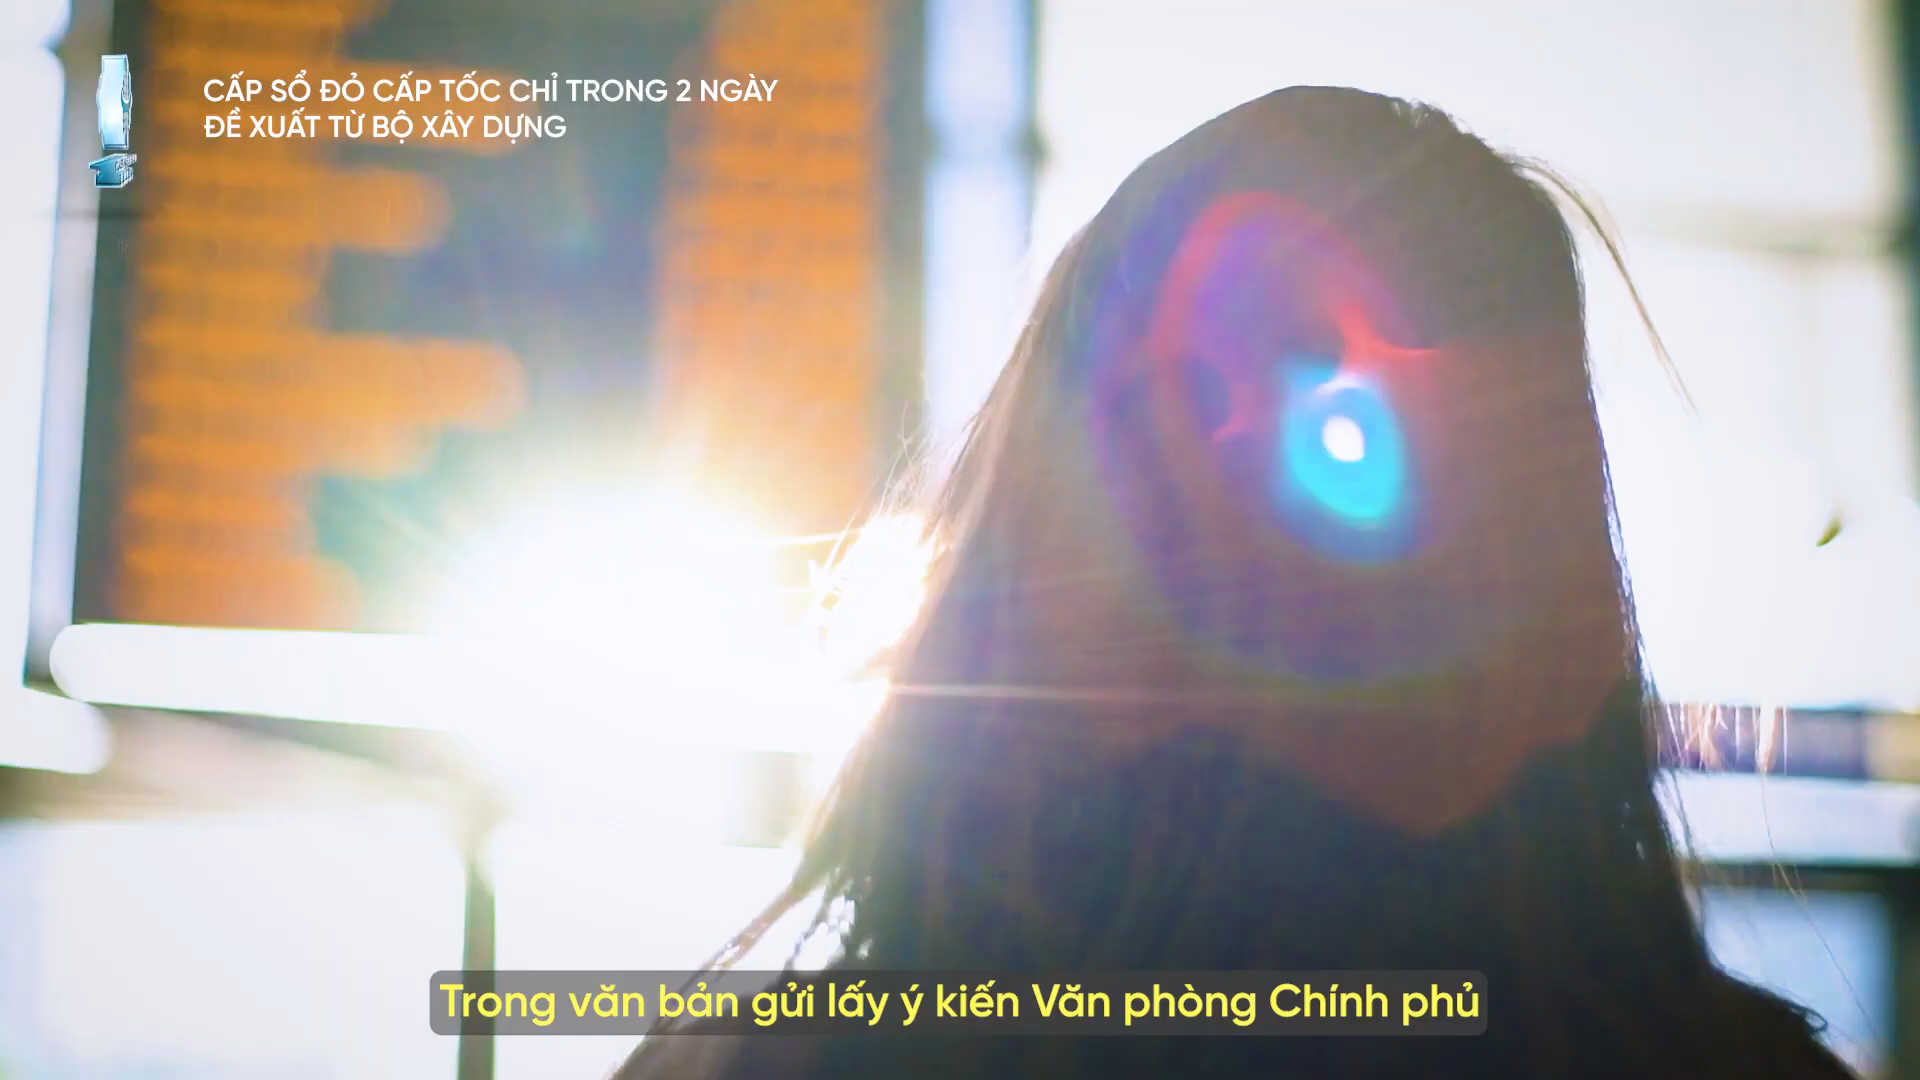 CẤP SỔ ĐỎ CẤP TỐC CHỈ TRONG 2 NGÀY
ĐỀ XUẤT TỪ BỘ XÂY DỰNG
Trong văn bản gửi lấy ý kiến Văn phòng Chính phủ